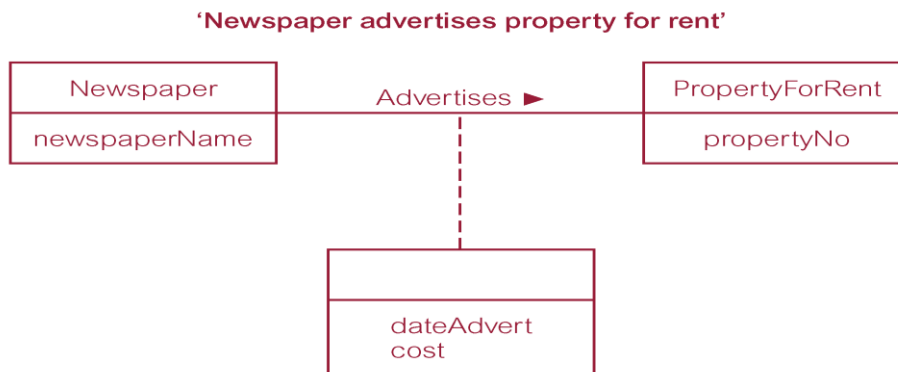 ‘Newspaper advertises property for rent’
Newspaper
Advertises ►
PropertyForRent
newspaperName
propertyNo
dateAdvert
cost